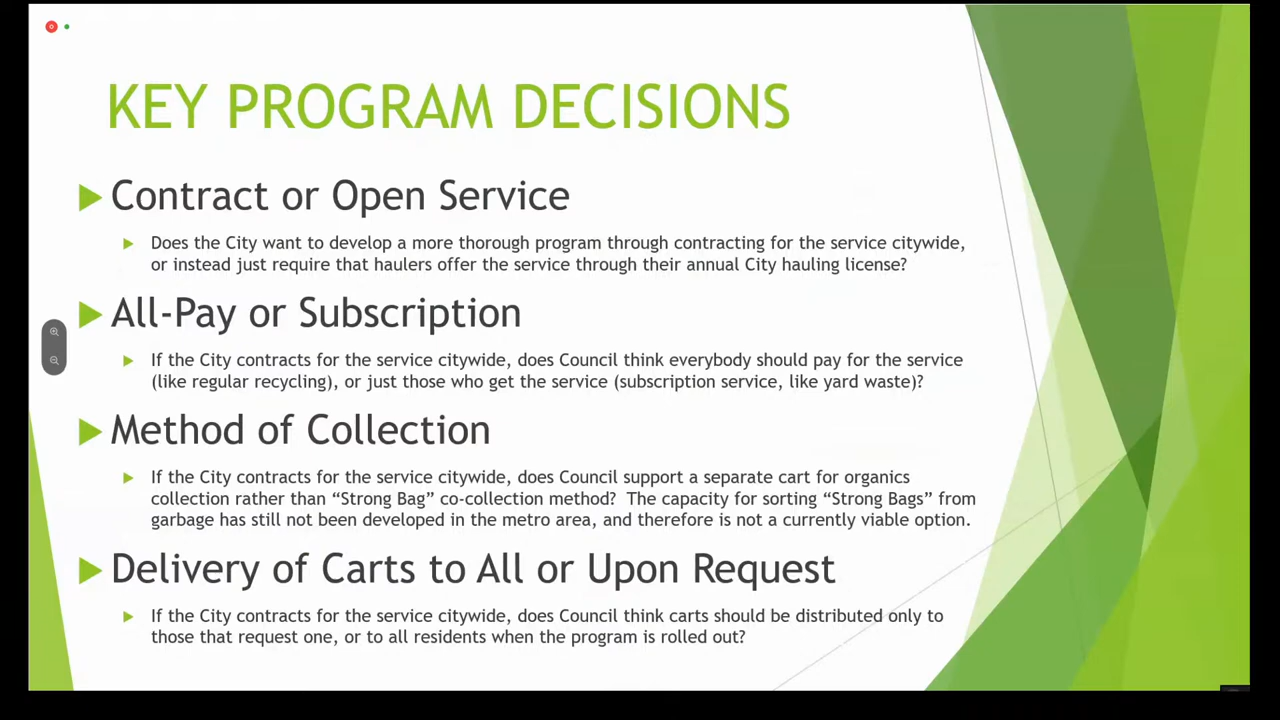 KEY PROGRAM DECISIONS
Contract or Open Service
Does the City want to develop a more thorough program through contracting for the service citywide,
or instead just require that haulers offer the service through their annual City hauling license?
All-Pay or Subscription
If the City contracts for the service citywide, does Council think everybody should pay for the service
(like regular recycling), or just those who get the service (subscription service, like yard waste)?
Method of Collection
If the City contracts for the service citywide, does Council support a separate cart for organics
collection rather than “Strong Bag” co-collection method?  The capacity for sorting “Strong Bags” from
garbage has still not been developed in the metro area, and therefore is not a currently viable option.
Delivery of Carts to All or Upon Request
If the City contracts for the service citywide, does Council think carts should be distributed only to
those that request one, or to all residents when the program is rolled out?